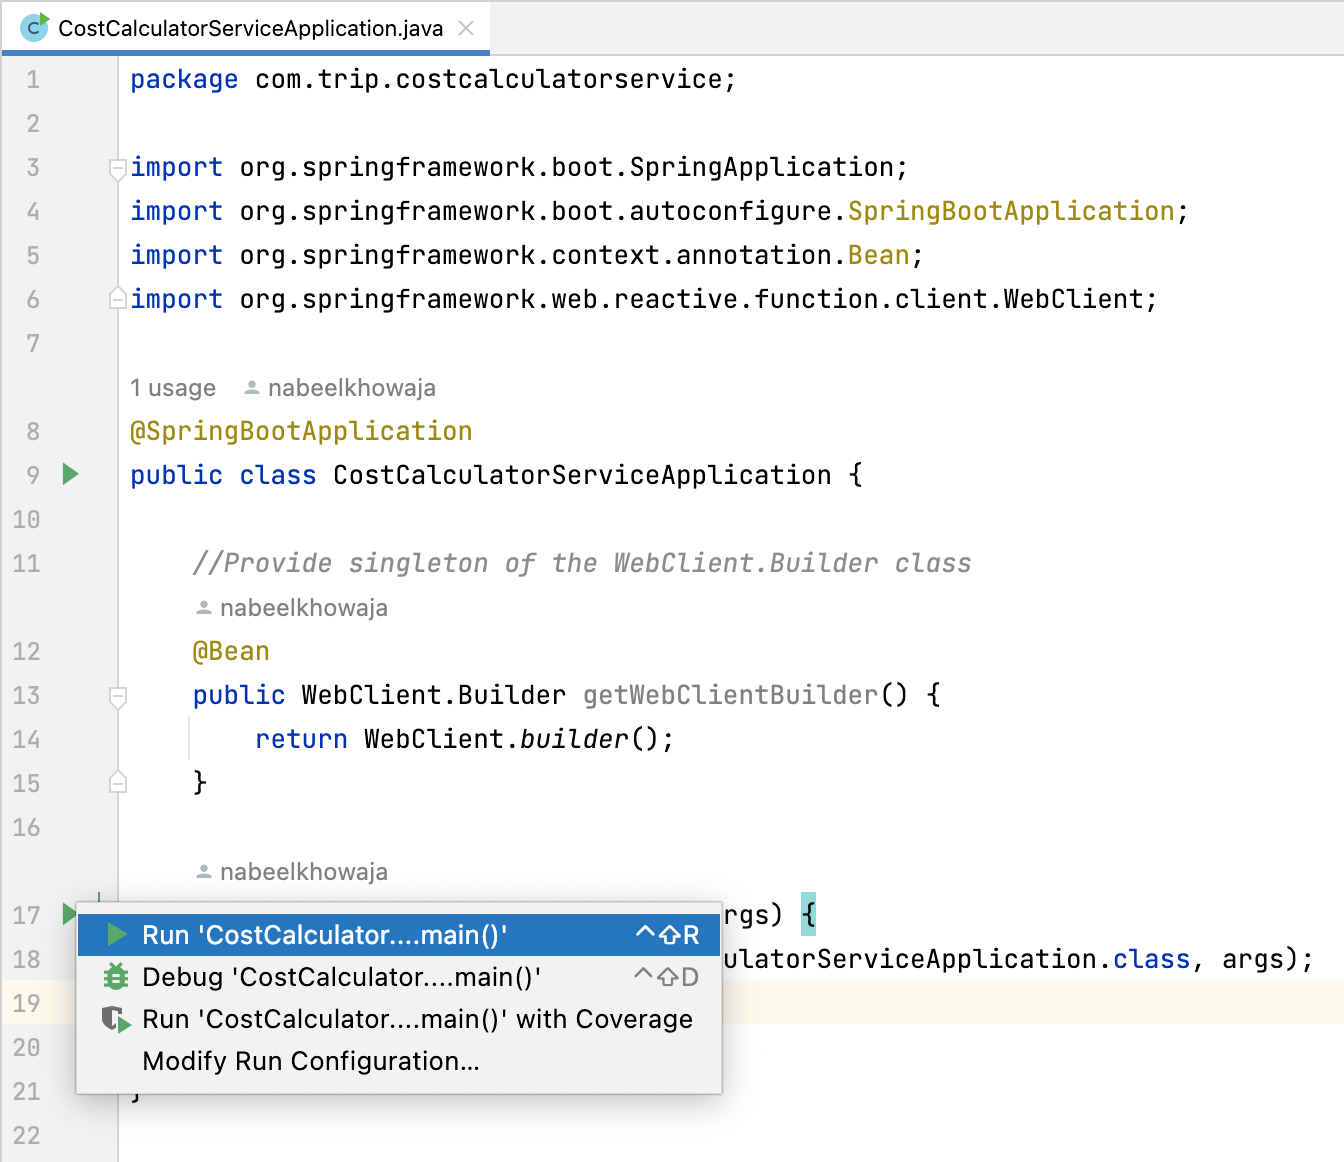 CostCalculatorServiceApplication.java
1 package com.trip.costcalculatorservice;
2
3 import org.springframework.boot.SpringApplication;
4 import org.springframework.boot.autoconfigure.SpringBootApplication;
5 import org.springframework.context.annotation.Bean;
6 import org.springframework.web.reactive.function.client.WebClient;
7
1 usage nabeelkhowaja
8 @SpringBootApplication
9 public class CostCalculatorServiceApplication {
10
11 //Provide singleton of the WebClient.Builder class
nabeelkhowaja
12 @Bean
13 public WebClient.Builder getWebClientBuilder() {
14 return WebClient.builder();
15 }
16
nabeelkhowaja
17 rgs) {
Run 'CostCalculator....main()' ^⇧R
18 ulatorServiceApplication.class, args);
Debug 'CostCalculator....main()' ^⇧D
19
Run 'CostCalculator....main()' with Coverage
20
Modify Run Configuration...
21 }
22